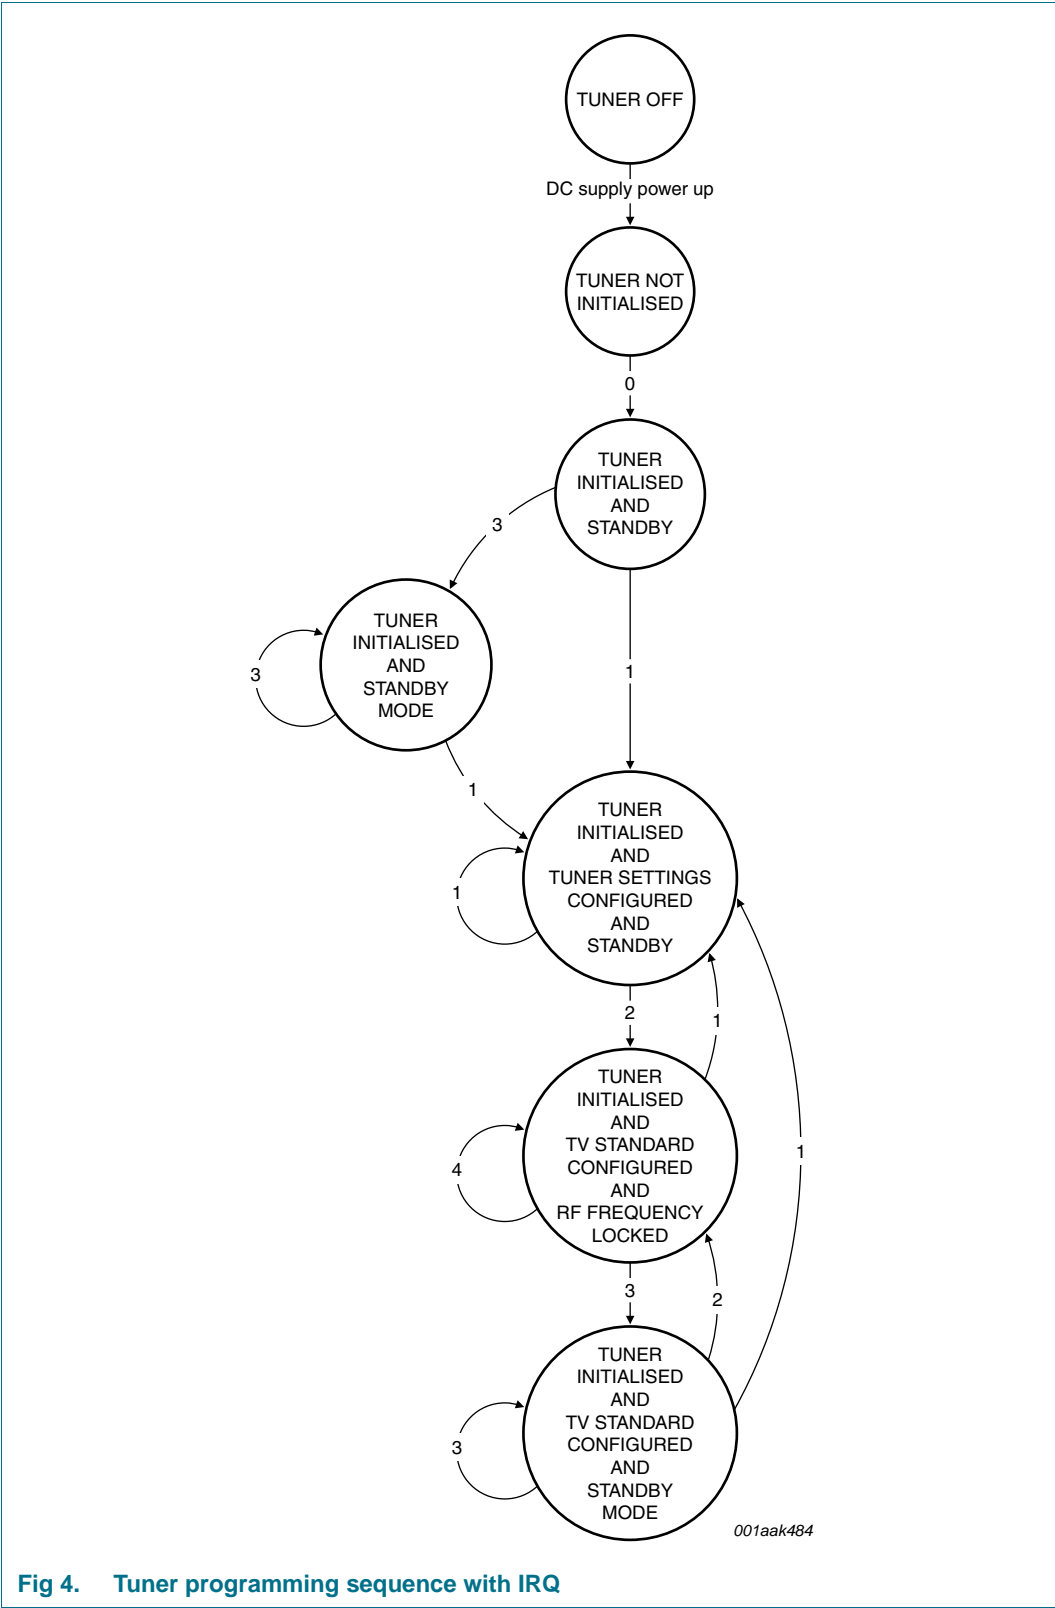 TUNER OFF
DC supply power up
TUNER NOT
INITIALISED
0
TUNER
INITIALISED
AND
STANDBY
3
TUNER
INITIALISED
AND
STANDBY
MODE
3
1
1
TUNER
INITIALISED
AND
TUNER SETTINGS
CONFIGURED
AND
STANDBY
1
2
1
TUNER
INITIALISED
AND
TV STANDARD
CONFIGURED
AND
RF FREQUENCY
LOCKED
4
1
3
2
TUNER
INITIALISED
AND
TV STANDARD
CONFIGURED
AND
STANDBY
MODE
3
001aak484
Fig 4. Tuner programming sequence with IRQ